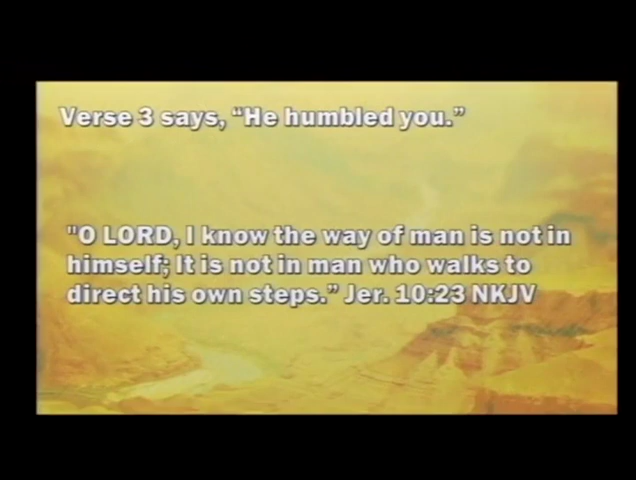 Verse 3 says, “He humbled you.”
"O LORD, I know the way of man is not in
himself; It is not in man who walks to
direct his own steps.” Jer. 10:23 NKJV